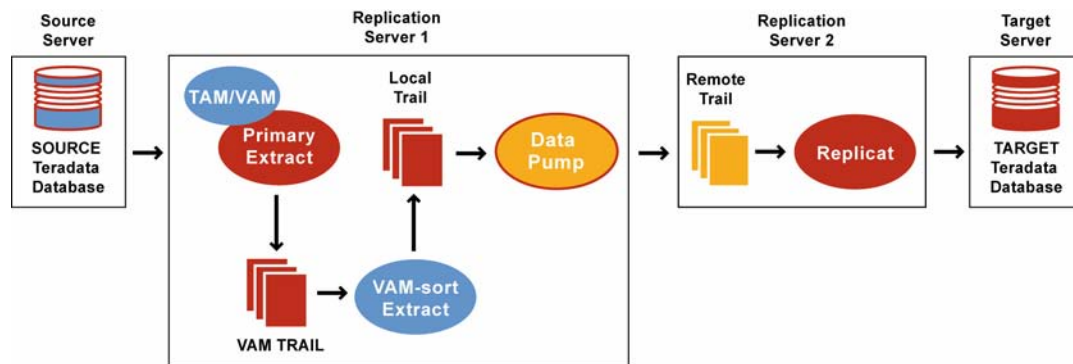 Source
Server
Replication
Server 1
Replication
Server 2
Target
Server
SOURCE
Teradata
Database
TAM/VAM
Primary
Extract
VAM TRAIL
VAM-sort
Extract
Local
Trail
Data
Pump
Remote
Trail
Replicat
TARGET
Teradata
Database